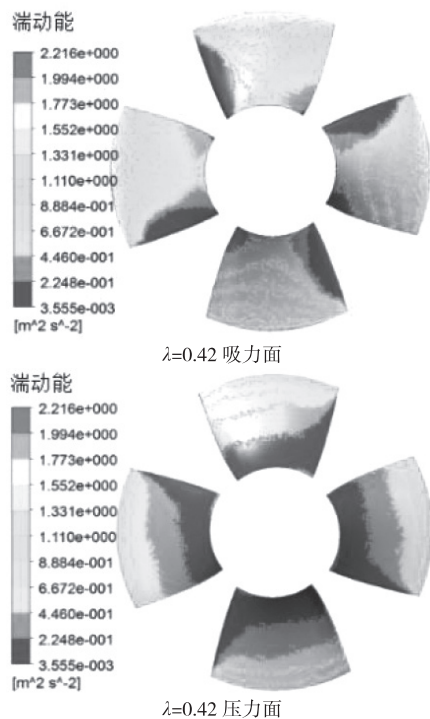 湍动能
2.216e+000
1.994e+000
1.773e+000
1.552e+000
1.331e+000
1.110e+000
8.884e-001
6.672e-001
4.460e-001
2.248e-001
3.555e-003
[m^2 s^-2]
λ=0.42 吸力面
湍动能
2.216e+000
1.994e+000
1.773e+000
1.552e+000
1.331e+000
1.110e+000
8.884e-001
6.672e-001
4.460e-001
2.248e-001
3.555e-003
[m^2 s^-2]
λ=0.42 压力面